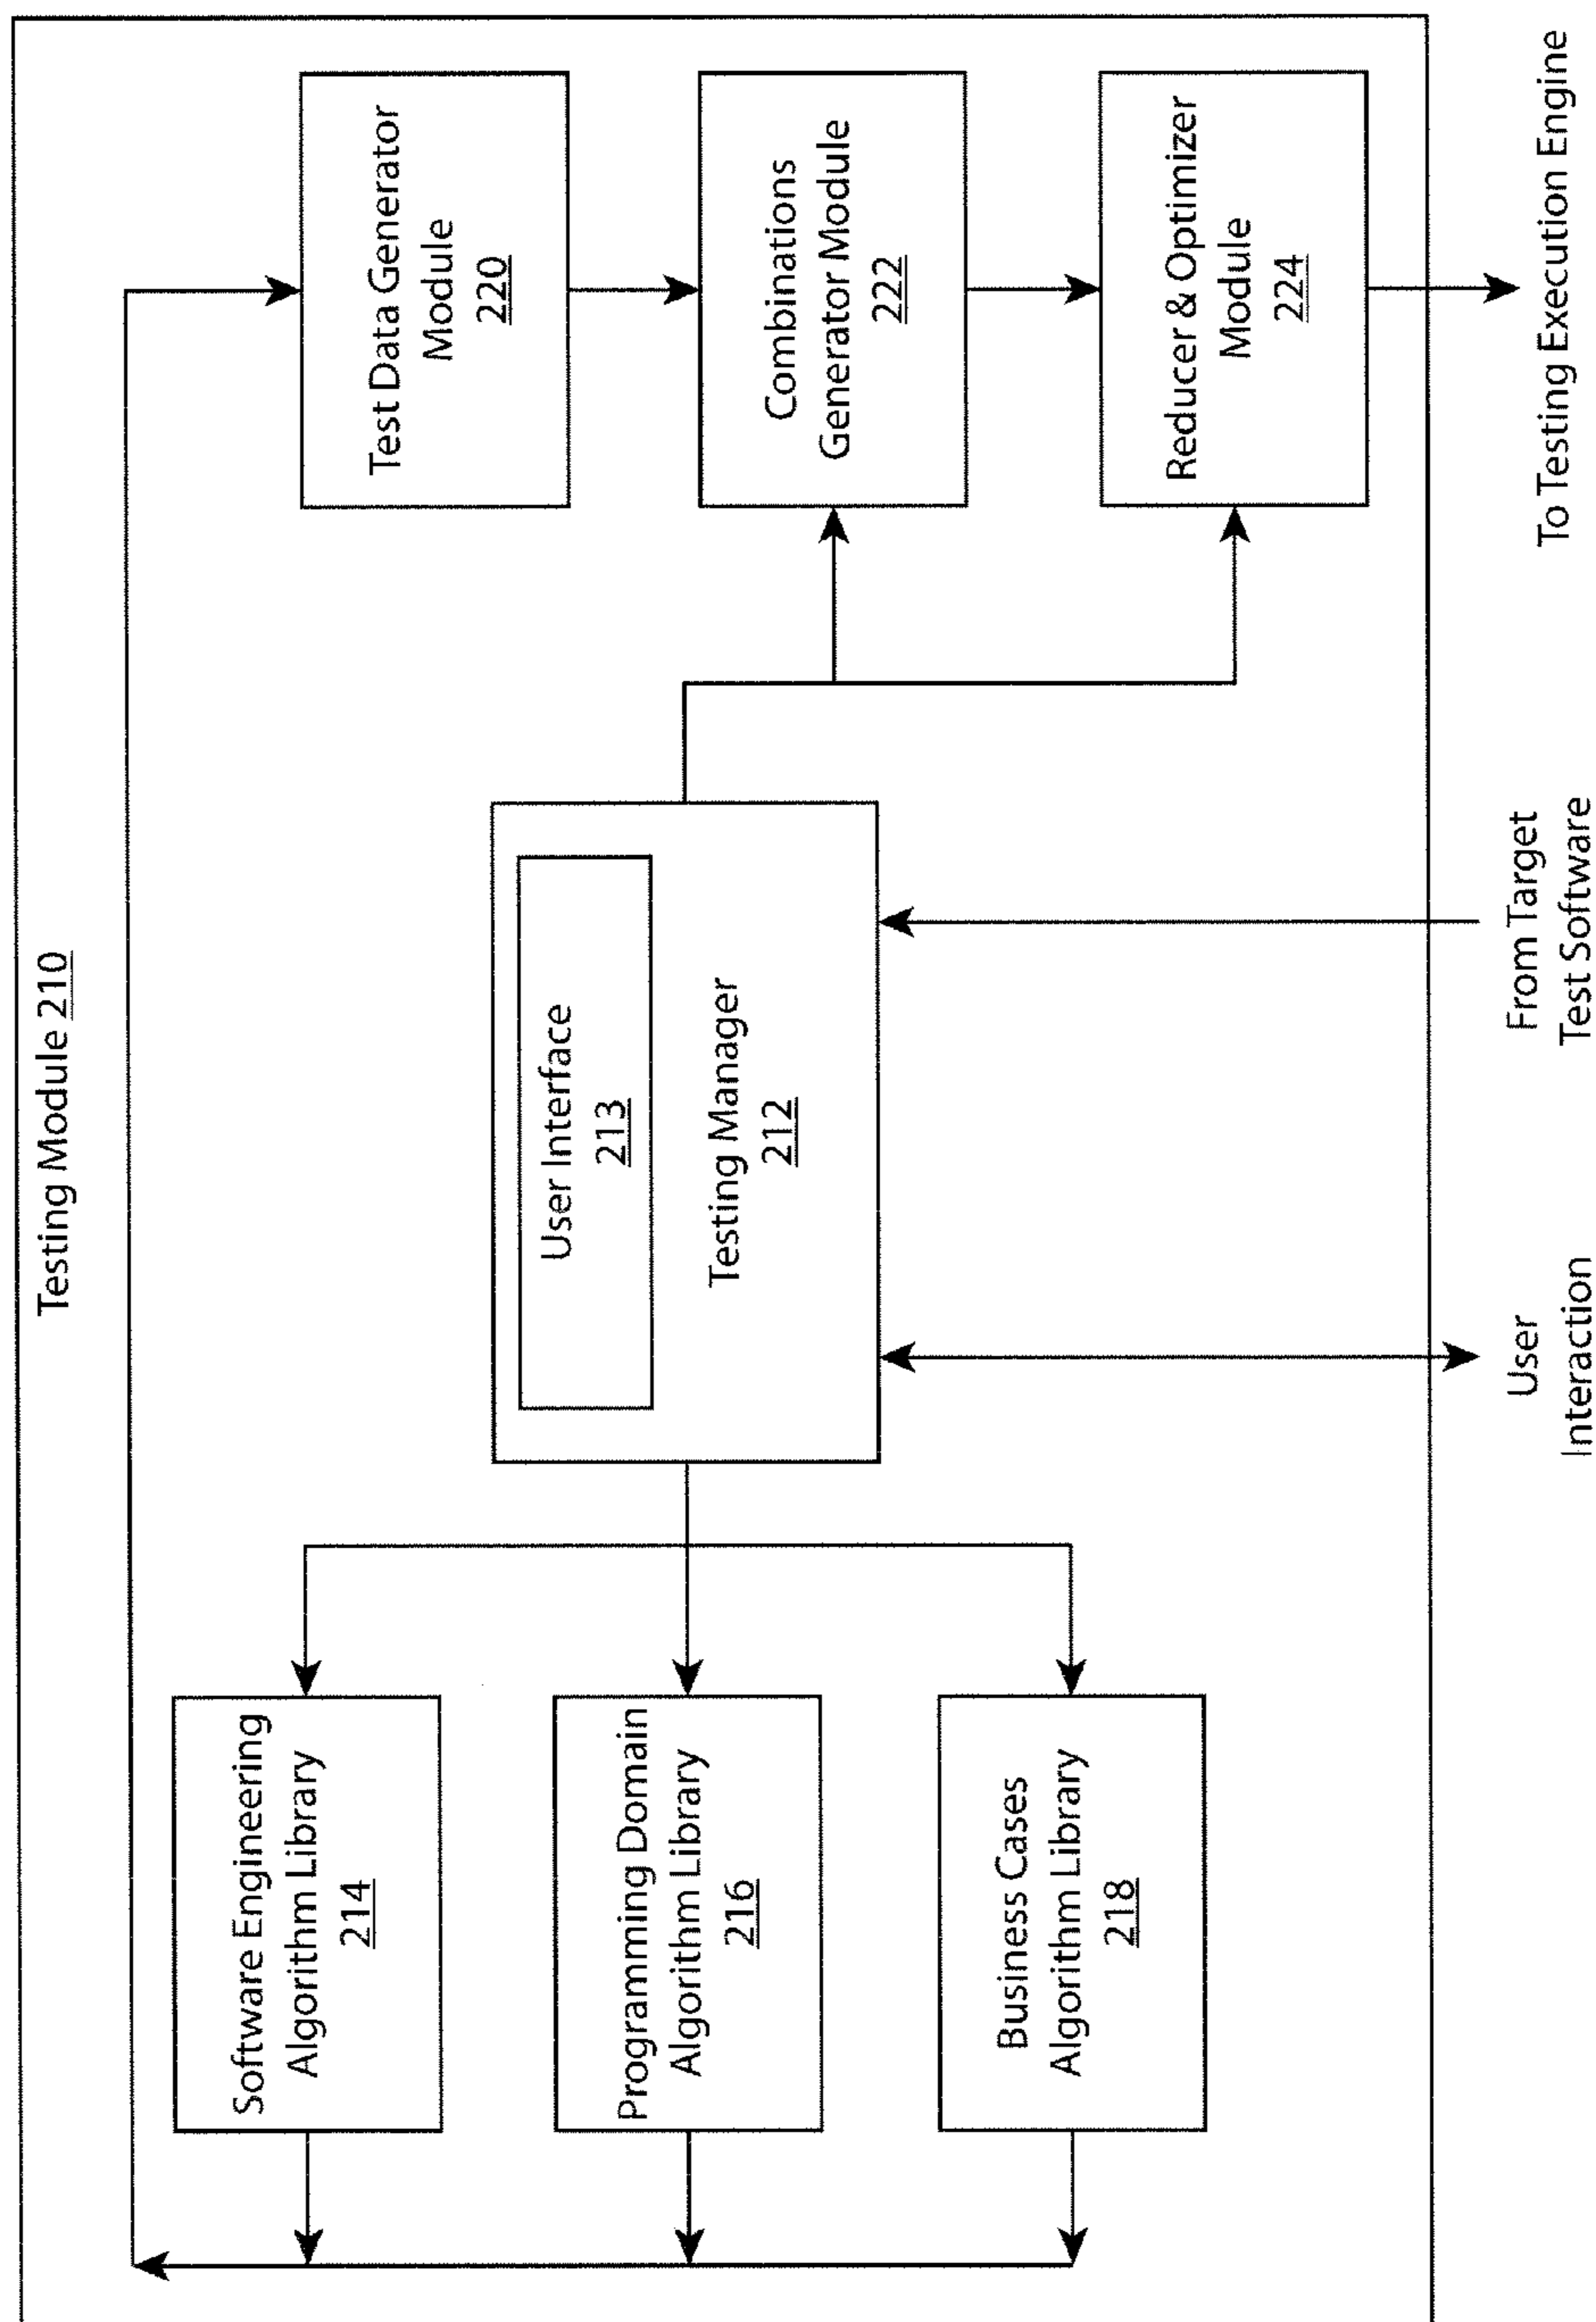 Testing Module 210
Software Engineering
Algorithm Library
214
Programming Domain
Algorithm Library
216
Business Cases
Algorithm Library
218
User Interface
213
Testing Manager
212
Test Data Generator
Module
220
Combinations
Generator Module
222
Reducer & Optimizer
Module
224
User
Interaction
From Target
Test Software
To Testing Execution Engine